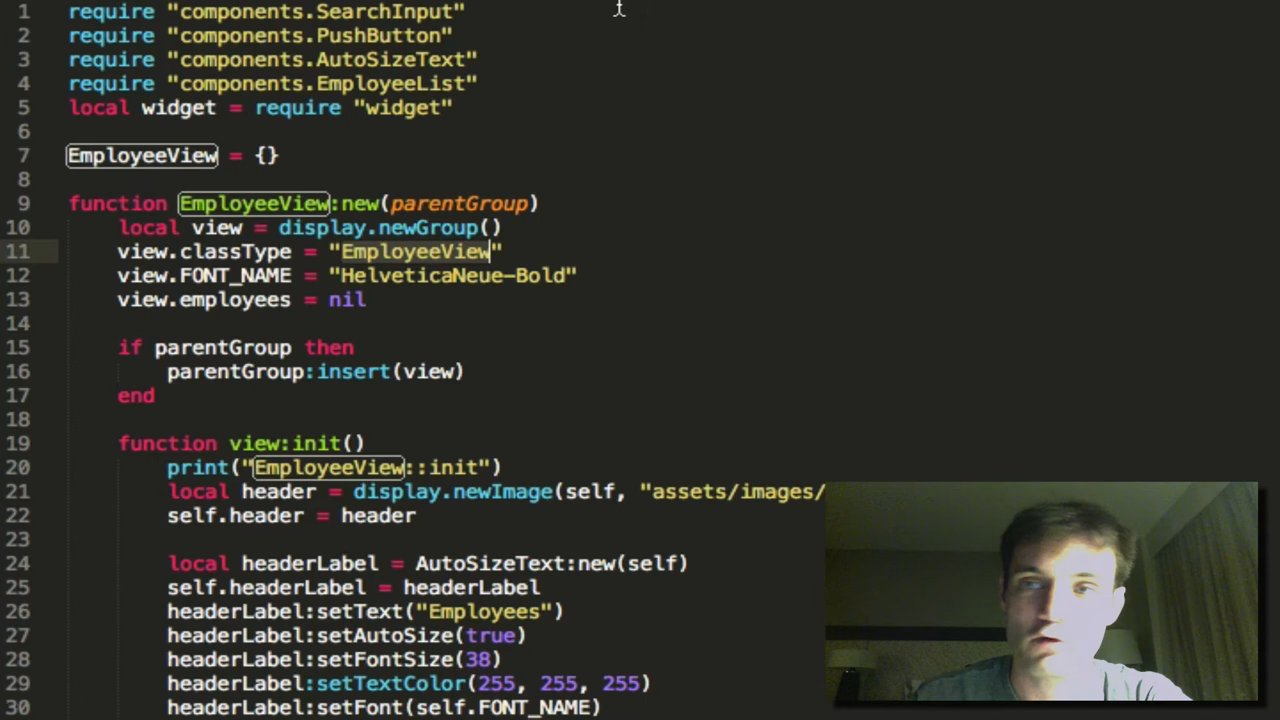 1 require "components.SearchInput"
2 require "components.PushButton"
3 require "components.AutoSizeText"
4 require "components.EmployeeList"
5 local widget = require "widget"
6
7 EmployeeView = {}
8
9 function EmployeeView:new(parentGroup)
10 local view = display.newGroup()
11 view.classType = "EmployeeView"
12 view.FONT_NAME = "HelveticaNeue-Bold"
13 view.employees = nil
14
15 if parentGroup then
16 parentGroup:insert(view)
17 end
18
19 function view:init()
20 print("EmployeeView::init")
21 local header = display.newImage(self, "assets/images/
22 self.header = header
23
24 local headerLabel = AutoSizeText:new(self)
25 self.headerLabel = headerLabel
26 headerLabel:setText("Employees")
27 headerLabel:setAutoSize(true)
28 headerLabel:setFontSize(38)
29 headerLabel:setTextColor(255, 255, 255)
30 headerLabel:setFont(self.FONT_NAME)